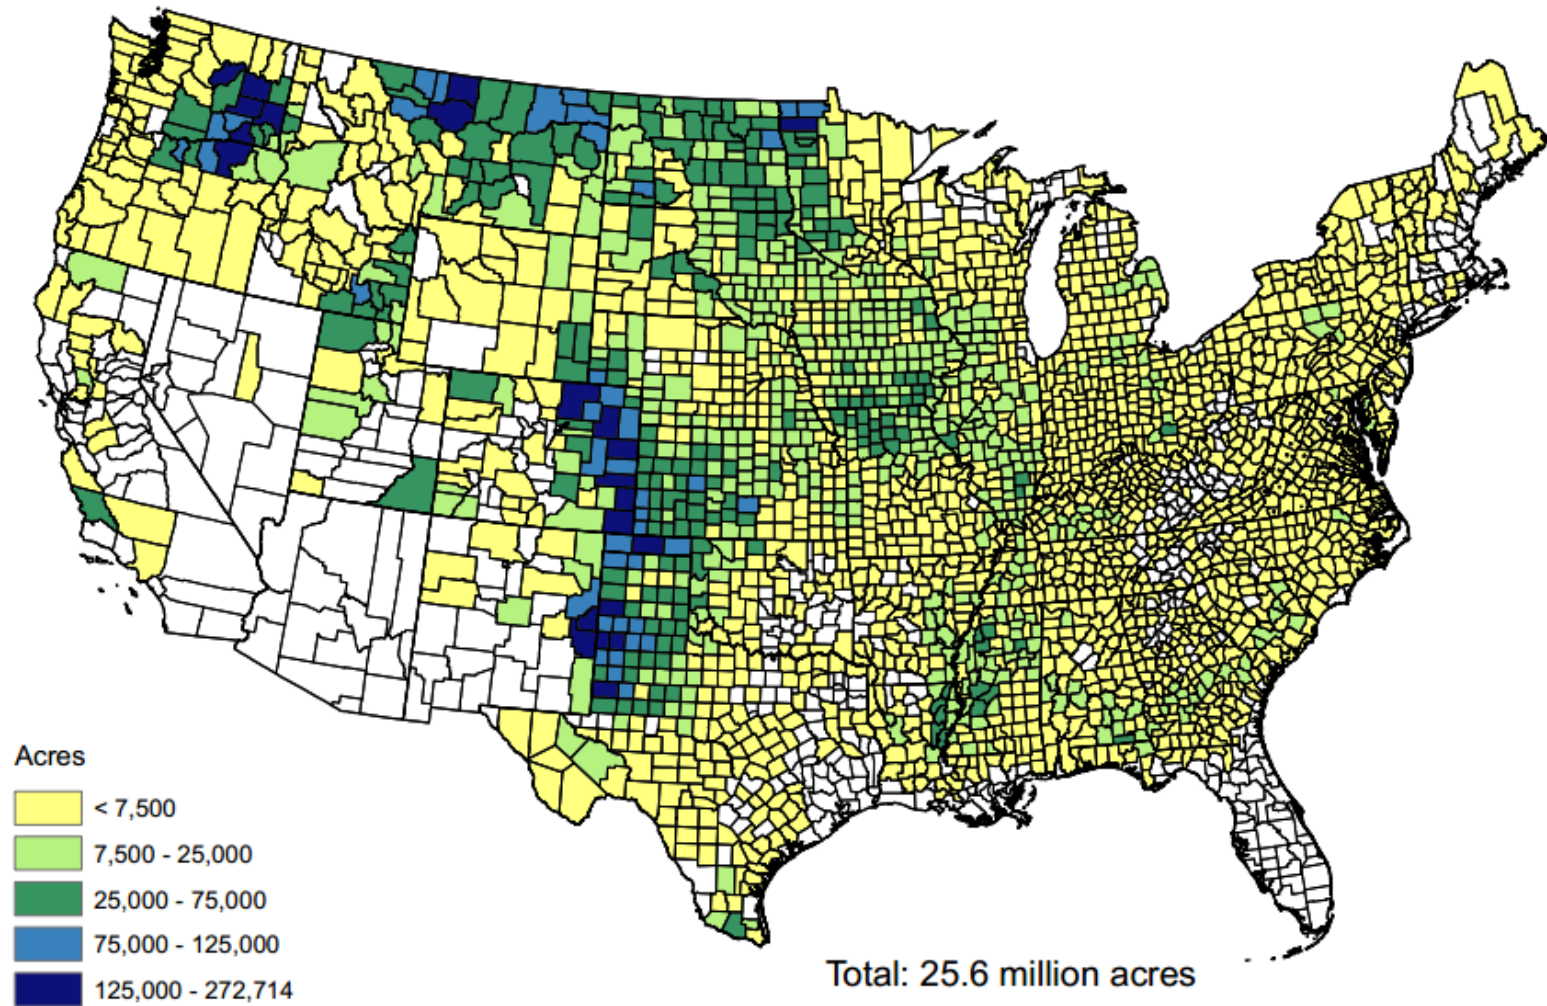 Acres
< 7,500
7,500 - 25,000
25,000 - 75,000
75,000 - 125,000
125,000 - 272,714
Total: 25.6 million acres